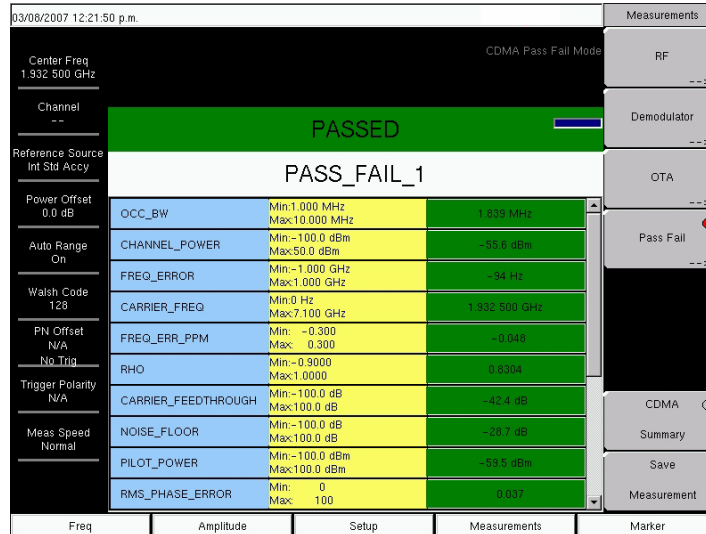 03/08/2007 12:21:50 p.m.
Measurements
CDMA Pass Fail Mode
Center Freq
1.932 500 GHz
Channel
--
Reference Source
Int Std Accy
Power Offset
0.0 dB
Auto Range
On
Walsh Code
128
PN Offset
N/A
No Trig
Trigger Polarity
N/A
Meas Speed
Normal
PASSED
PASS_FAIL_1
OCC_BW Min:1.000 MHz 1.839 MHz
Max:10.000 MHz
CHANNEL_POWER Min:-100.0 dBm -55.6 dBm
Max:50.0 dBm
FREQ_ERROR Min:-1.000 GHz -94 Hz
Max:1.000 GHz
CARRIER_FREQ Min:0 Hz 1.932 500 GHz
Max:7.100 GHz
FREQ_ERR_PPM Min: -0.300 -0.048
Max: 0.300
RHO Min:-0.9000 0.8304
Max:1.0000
CARRIER_FEEDTHROUGH Min:-100.0 dB -42.4 dB
Max:100.0 dB
NOISE_FLOOR Min:-100.0 dB -28.7 dB
Max:100.0 dB
PILOT_POWER Min:-100.0 dBm -59.5 dBm
Max:100.0 dBm
RMS_PHASE_ERROR Min: 0 0.037
Max: 100
RF
-->
Demodulator
-->
OTA
-->
Pass Fail
-->
CDMA
Summary
Save
Measurement
Freq Amplitude Setup Measurements Marker